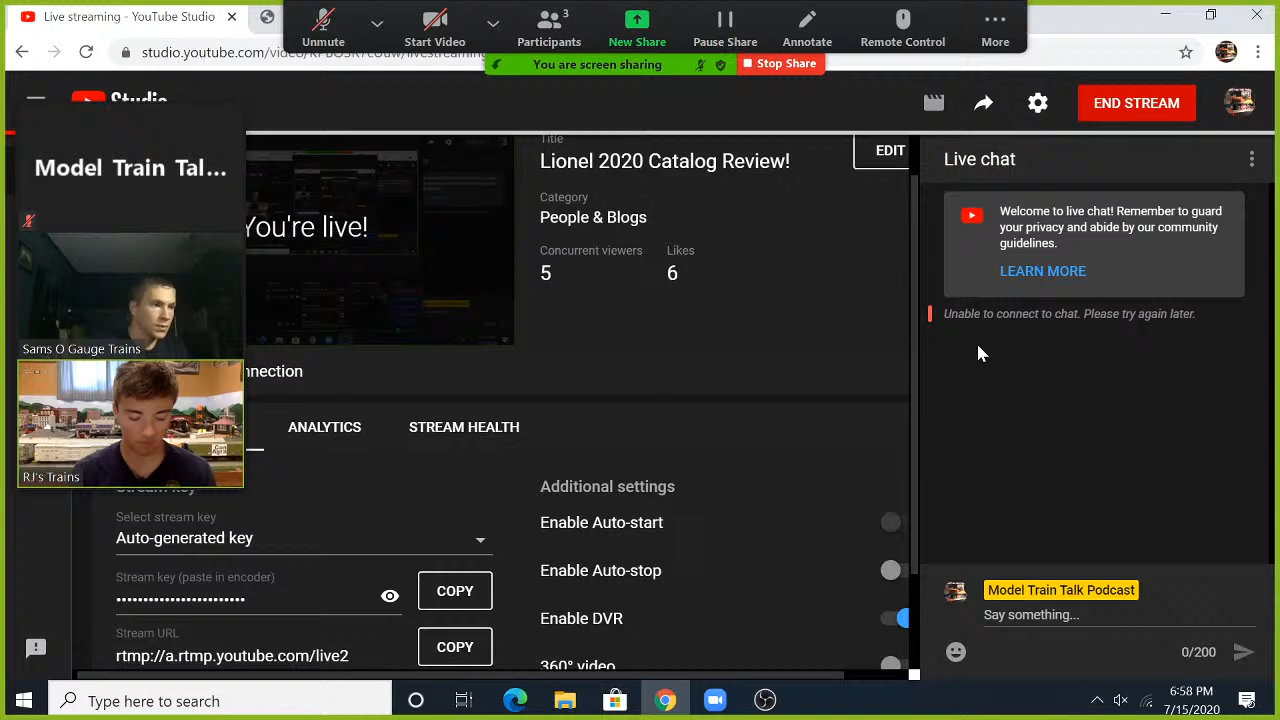 Live streaming - YouTube Studio
Unmute
Start Video
3
Participants
New Share
Pause Share
Annotate
Remote Control
More
You are screen sharing
Stop Share
Studio
END STREAM
Model Train Tal...
Sams O Gauge Trains
RJ's Trains
You're live!
Title
Lionel 2020 Catalog Review!
EDIT
Category
People & Blogs
Concurrent viewers
Likes
5
6
nnection
ANALYTICS
STREAM HEALTH
Stream key
Select stream key
Auto-generated key
Stream key (paste in encoder)
••••••••••••••••••••••••
COPY
Stream URL
rtmp://a.rtmp.youtube.com/live2
COPY
Additional settings
Enable Auto-start
Enable Auto-stop
Enable DVR
360° video
Live chat
Welcome to live chat! Remember to guard
your privacy and abide by our community
guidelines.
LEARN MORE
Unable to connect to chat. Please try again later.
Model Train Talk Podcast
Say something...
0/200
Type here to search
6:58 PM
7/15/2020